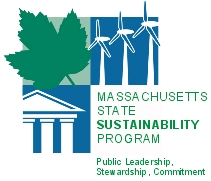 MASSACHUSETTS
STATE
SUSTAINABILITY
PROGRAM
Public Leadership,
Stewardship, Commitment